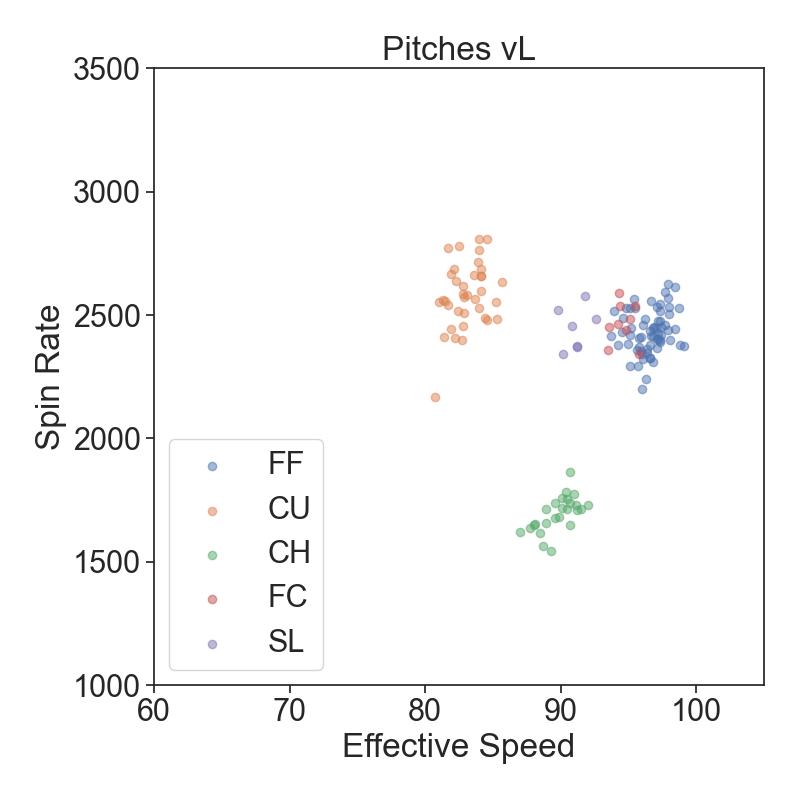 Pitches vL
3500
3000
2500
2000
1500
1000
Spin Rate
FF
CU
CH
FC
SL
60 70 80 90 100
Effective Speed